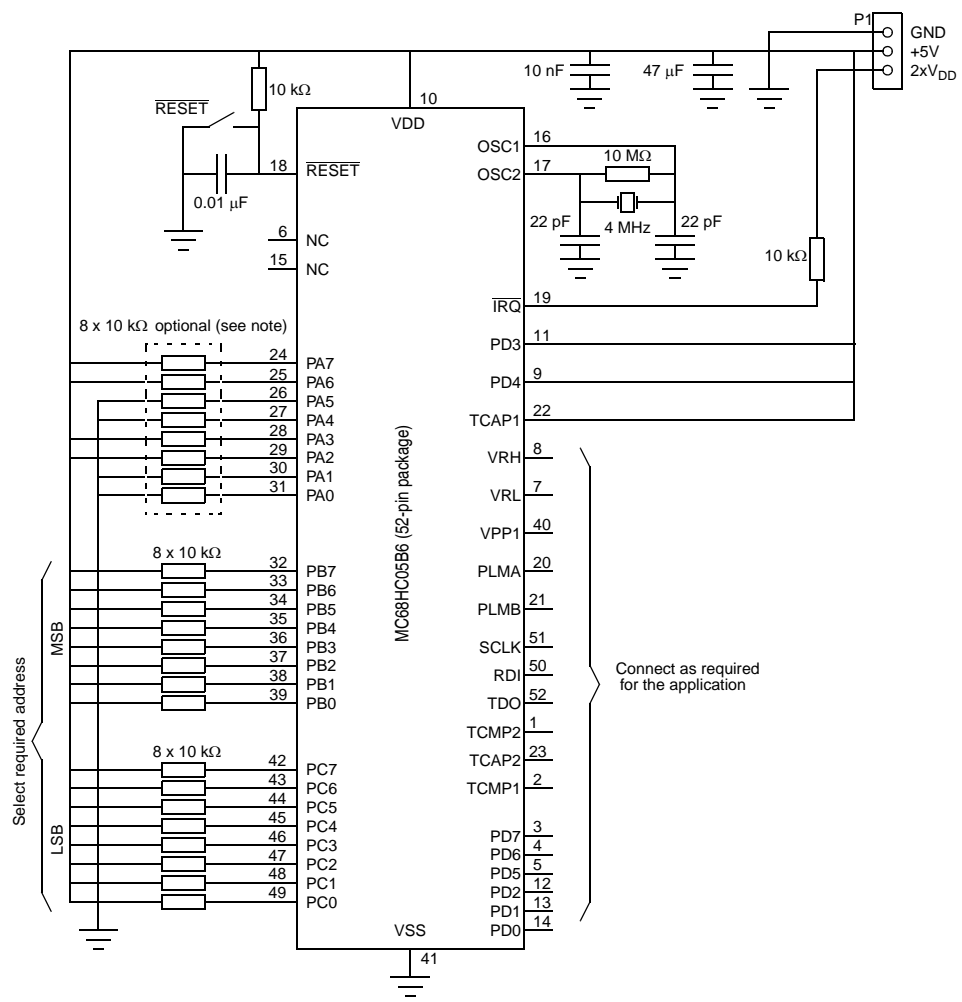 P1
GND
+5V
2xVDD
10 nF
47 μF
10 kΩ
RESET
0.01 μF
10
VDD
18
RESET
6
NC
15
NC
OSC1
16
OSC2
17
10 MΩ
22 pF
4 MHz
22 pF
10 kΩ
IRQ
19
PD3
11
PD4
9
TCAP1
22
8 x 10 kΩ optional (see note)
24
PA7
25
PA6
26
PA5
27
PA4
28
PA3
29
PA2
30
PA1
31
PA0
MC68HC05B6 (52-pin package)
VRH
8
VRL
7
VPP1
40
PLMA
20
PLMB
21
SCLK
51
RDI
50
TDO
52
TCMP2
1
TCAP2
23
TCMP1
2
PD7
3
PD6
4
PD5
5
PD2
12
PD1
13
PD0
14
Connect as required
for the application
8 x 10 kΩ
32
PB7
33
PB6
34
PB5
35
PB4
36
PB3
37
PB2
38
PB1
39
PB0
MSB
Select required address
LSB
8 x 10 kΩ
42
PC7
43
PC6
44
PC5
45
PC4
46
PC3
47
PC2
48
PC1
49
PC0
VSS
41